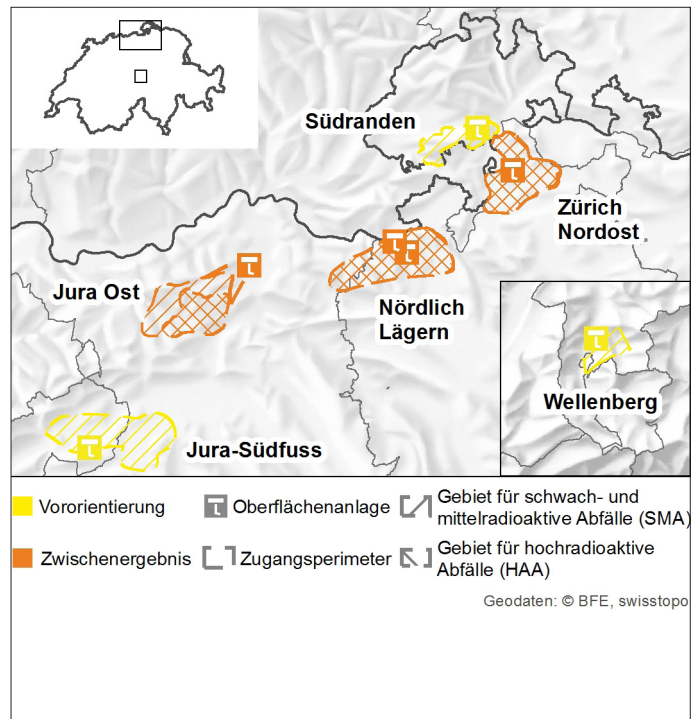 Südranden
Zürich
Nordost
Jura Ost
Nördlich
Lägern
Wellenberg
Jura-Südfuss
Vororientierung
Oberflächenanlage
Gebiet für schwach- und
mittelradioaktive Abfälle (SMA)
Zwischenergebnis
Zugangsperimeter
Gebiet für hochradioaktive
Abfälle (HAA)
Geodaten: © BFE, swisstopo